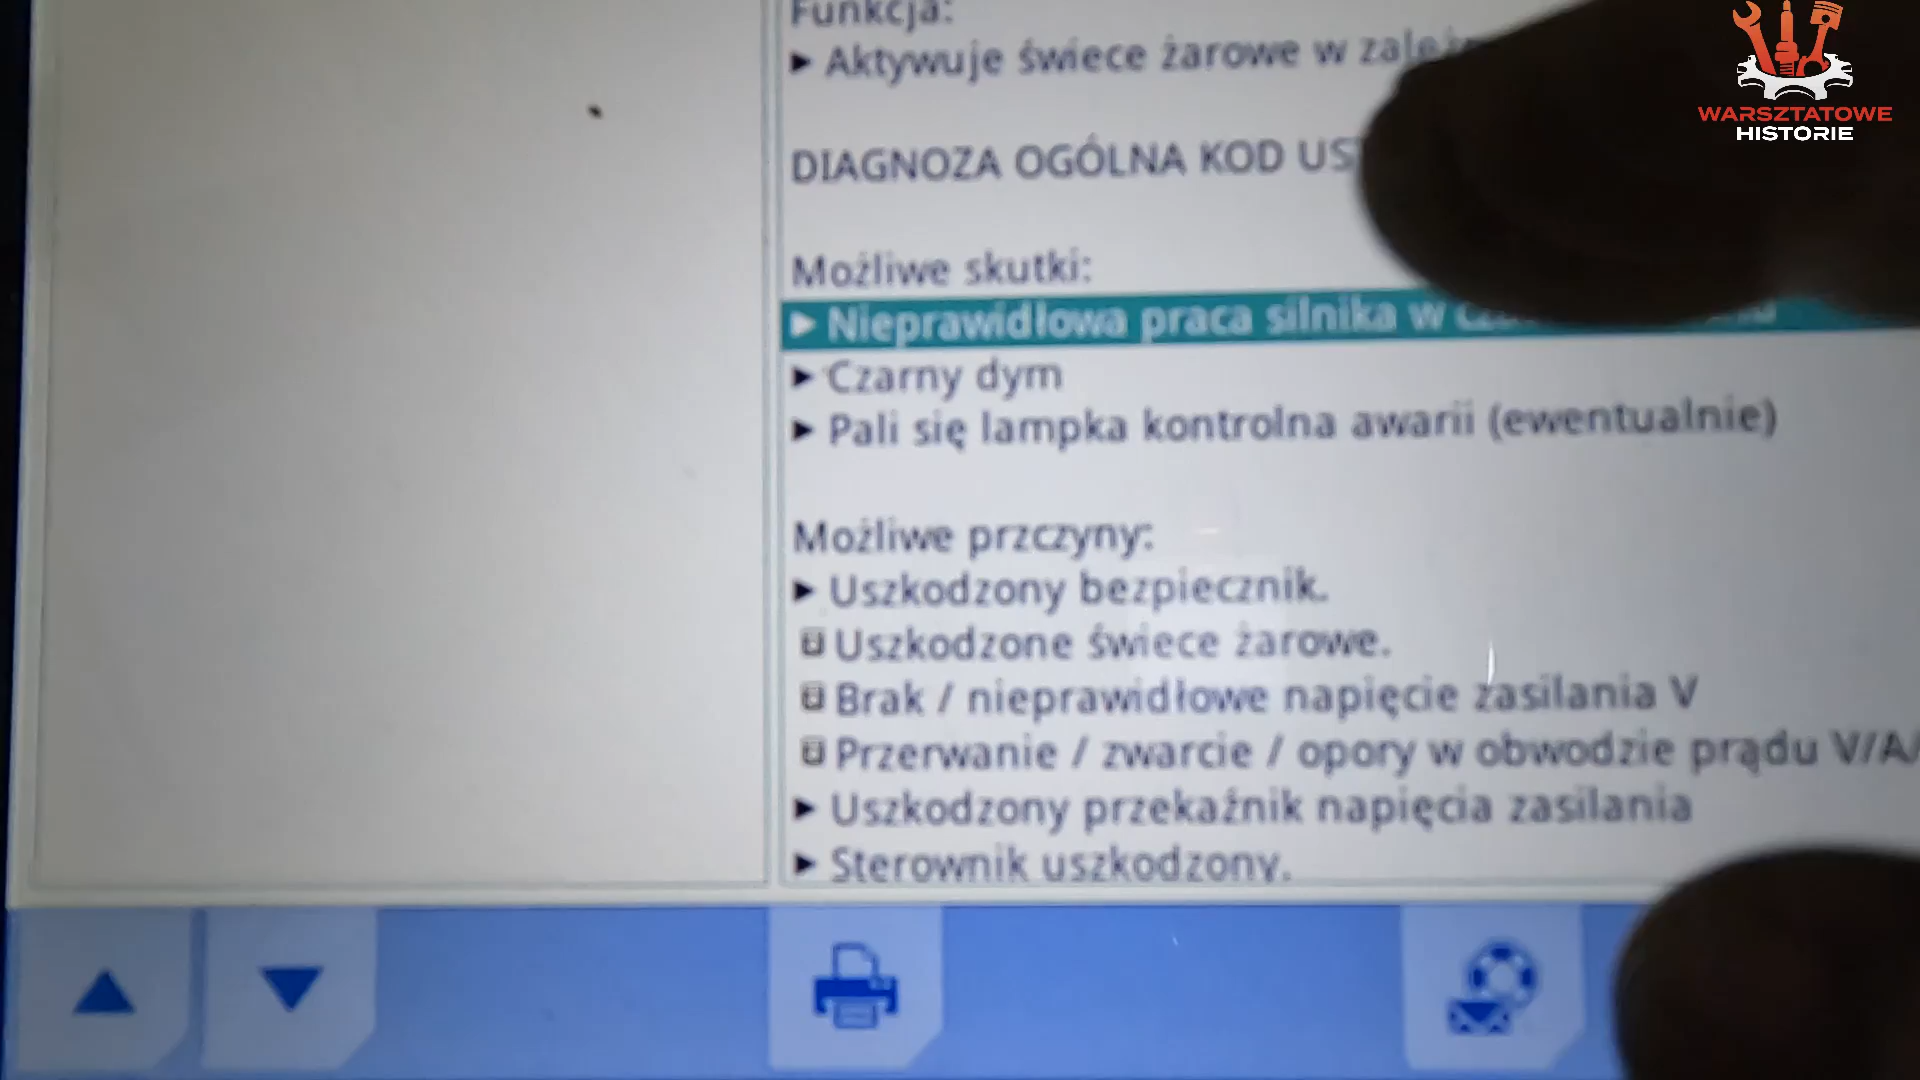 Funkcja:
► Aktywuje świece żarowe w
DIAGNOZA OGÓLNA KOD
Możliwe skutki:
► Nieprawidłowa praca silnika w
► Czarny dym
► Pali się lampka kontrolna awarii (ewentualnie)
Możliwe przczyny:
► Uszkodzony bezpiecznik.
Uszkodzone świece żarowe.
Brak / nieprawidłowe napięcie zasilania V
Przerwanie / zwarcie / opory w obwodzie prądu V/A/
► Uszkodzony przekaźnik napięcia zasilania
► Sterownik uszkodzony.
WARSZTATOWE
HISTORIE